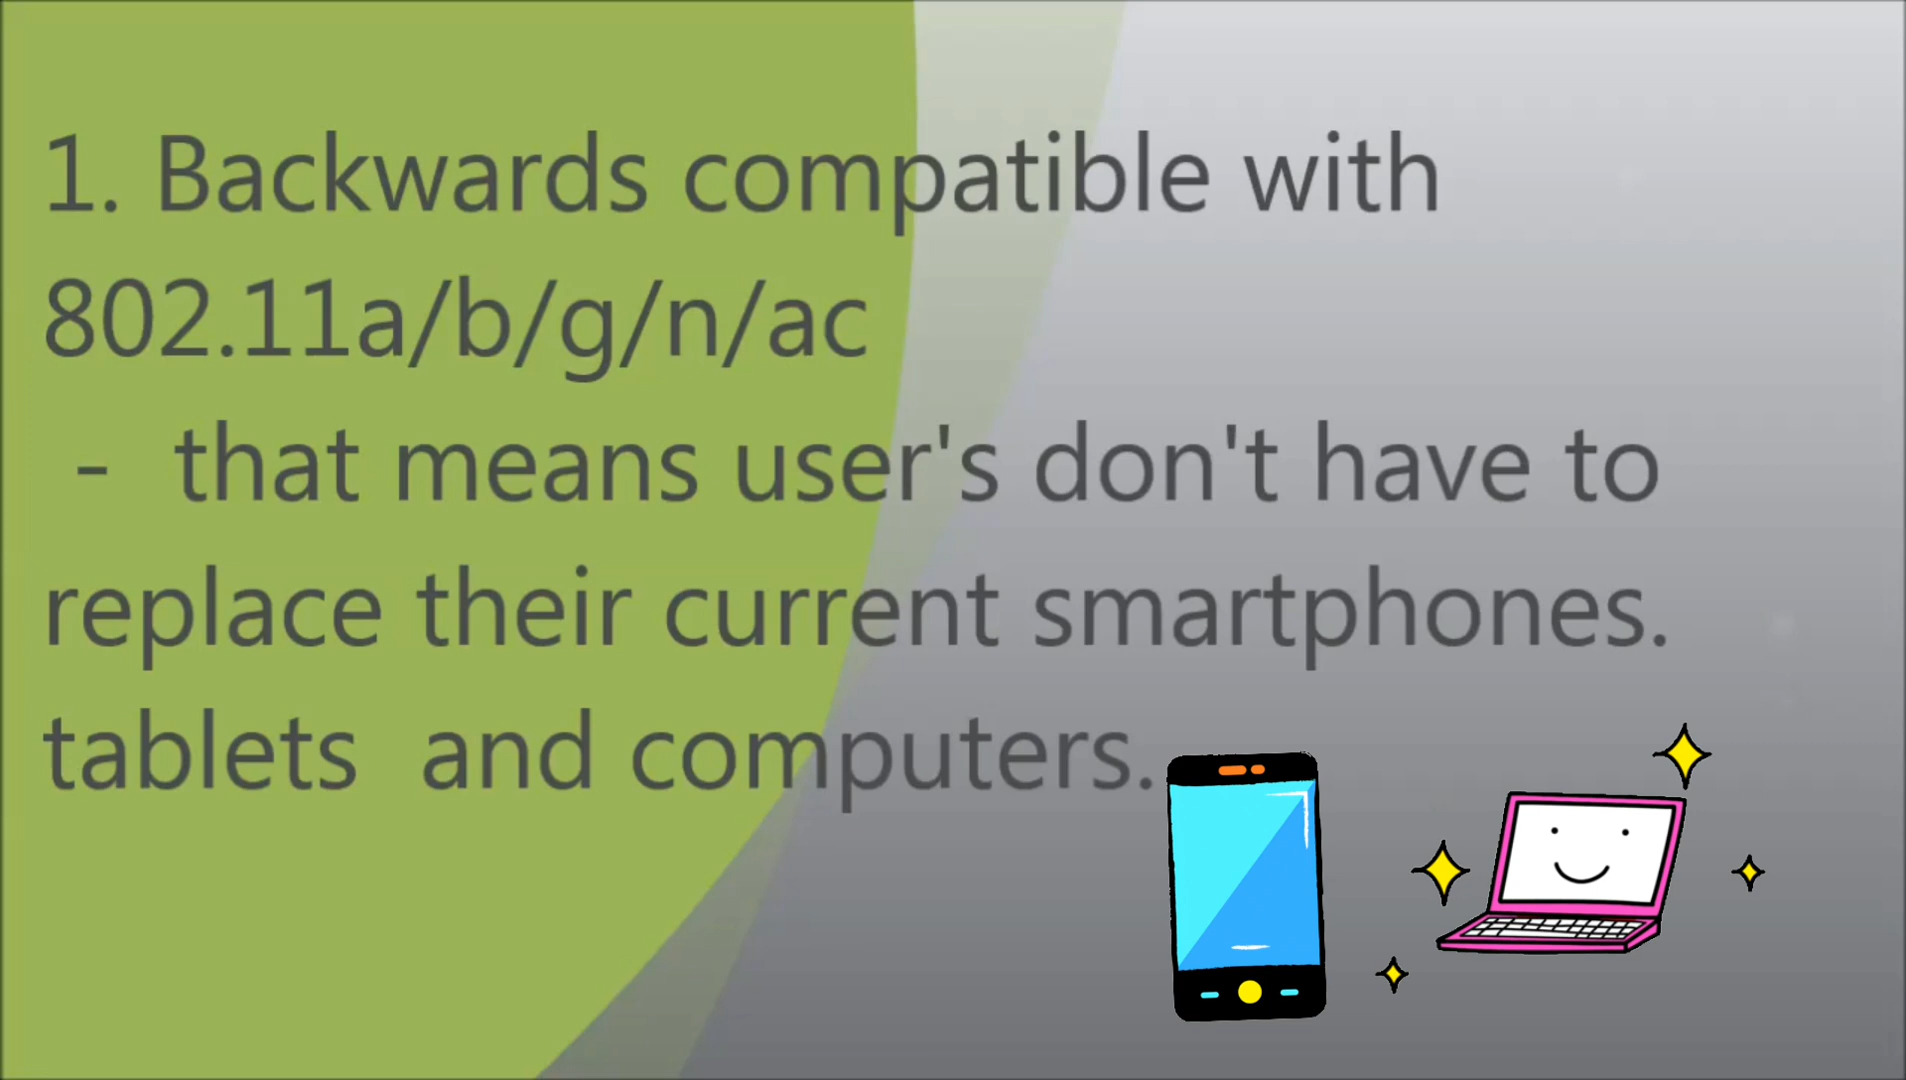 1. Backwards compatible with
802.11a/b/g/n/ac
- that means user's don't have to
replace their current smartphones.
tablets and computers.